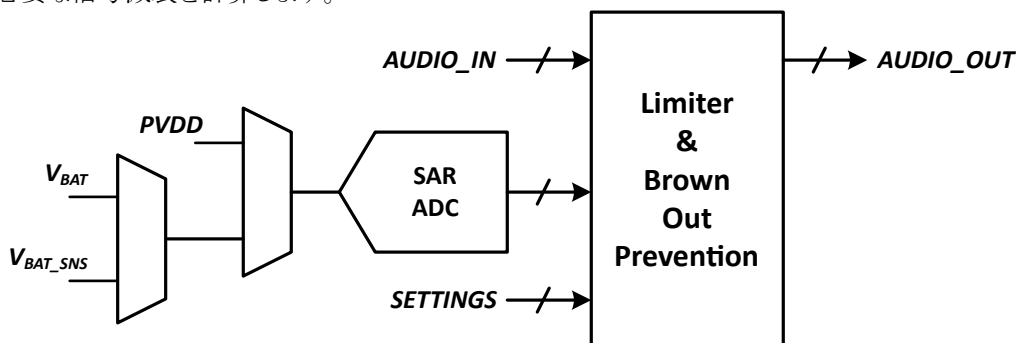 AUDIO_IN
AUDIO_OUT
PVDD
V_BAT
V_BAT_SNS
SAR
ADC
SETTINGS
Limiter
&
Brown
Out
Prevention